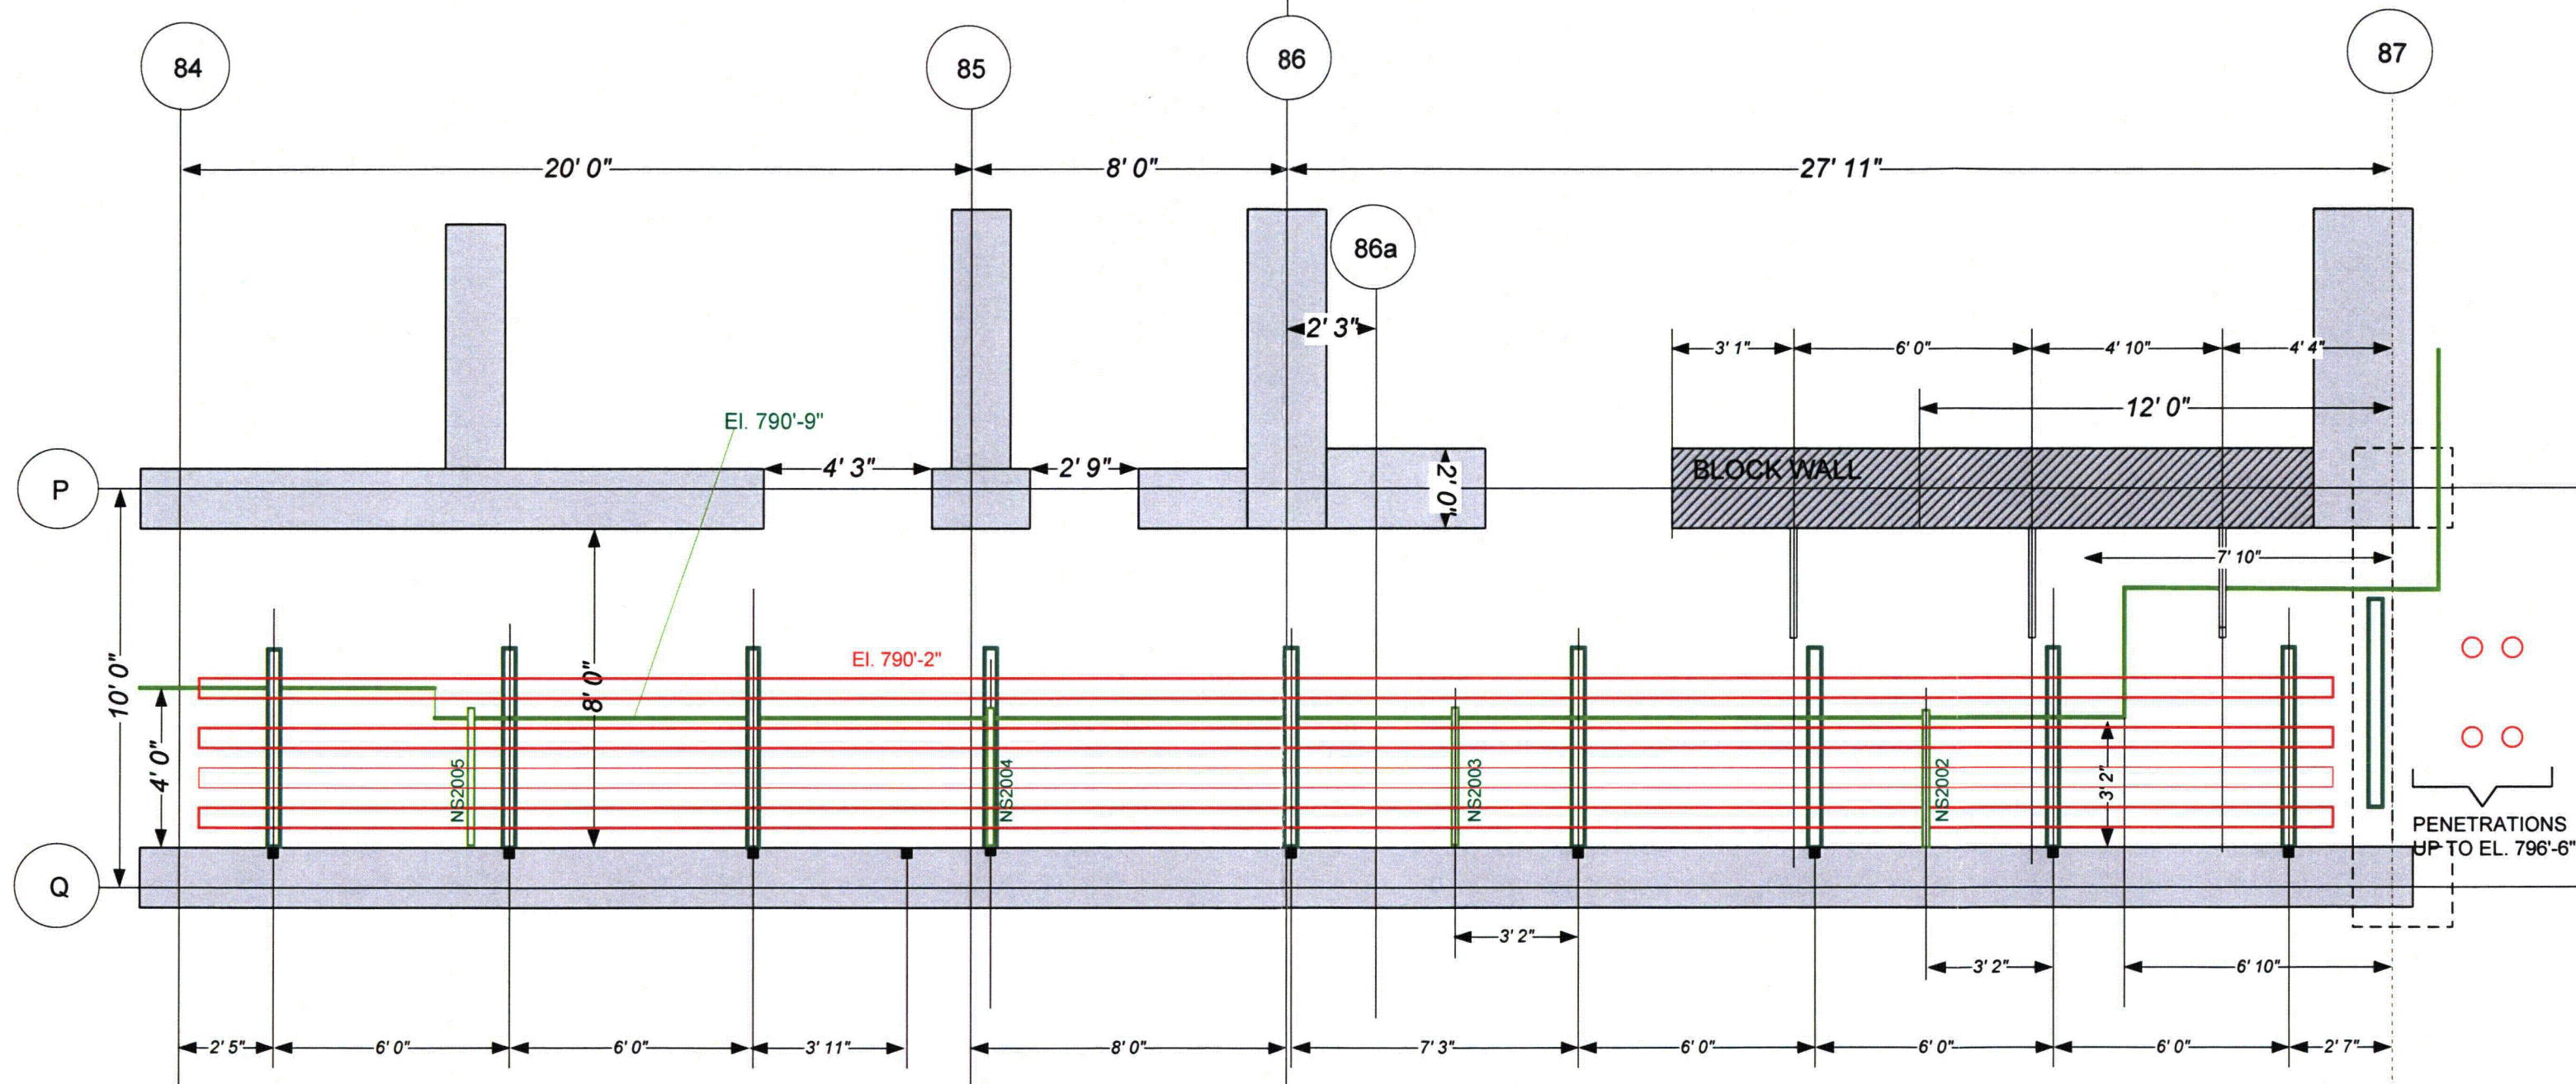 84
85
86
87
20' 0"
8' 0"
27' 11"
86a
2' 3"
3' 1"
6' 0"
4' 10"
4' 4"
12' 0"
El. 790'-9"
P
4' 3"
2' 9"
2' 0"
BLOCK WALL
7' 10"
10' 0"
8' 0"
El. 790'-2"
4' 0"
NS2005
NS2004
NS2003
NS2002
3' 2"
PENETRATIONS
UP TO EL. 796'-6"
Q
3' 2"
3' 2"
6' 10"
2' 5"
6' 0"
6' 0"
3' 11"
8' 0"
7' 3"
6' 0"
6' 0"
6' 0"
2' 7"